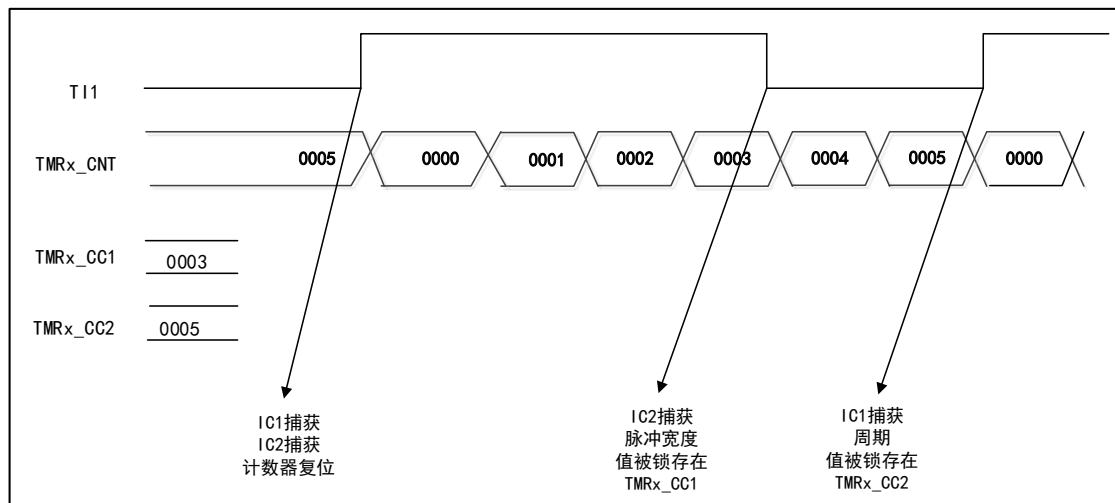 TI1
TMRx_CNT
0005 0000 0001 0002 0003 0004 0005 0000
TMRx_CC1
0003
TMRx_CC2
0005
IC1捕获
IC2捕获
计数器复位
IC2捕获
脉冲宽度
值被锁存在
TMRx_CC1
IC1捕获
周期
值被锁存在
TMRx_CC2